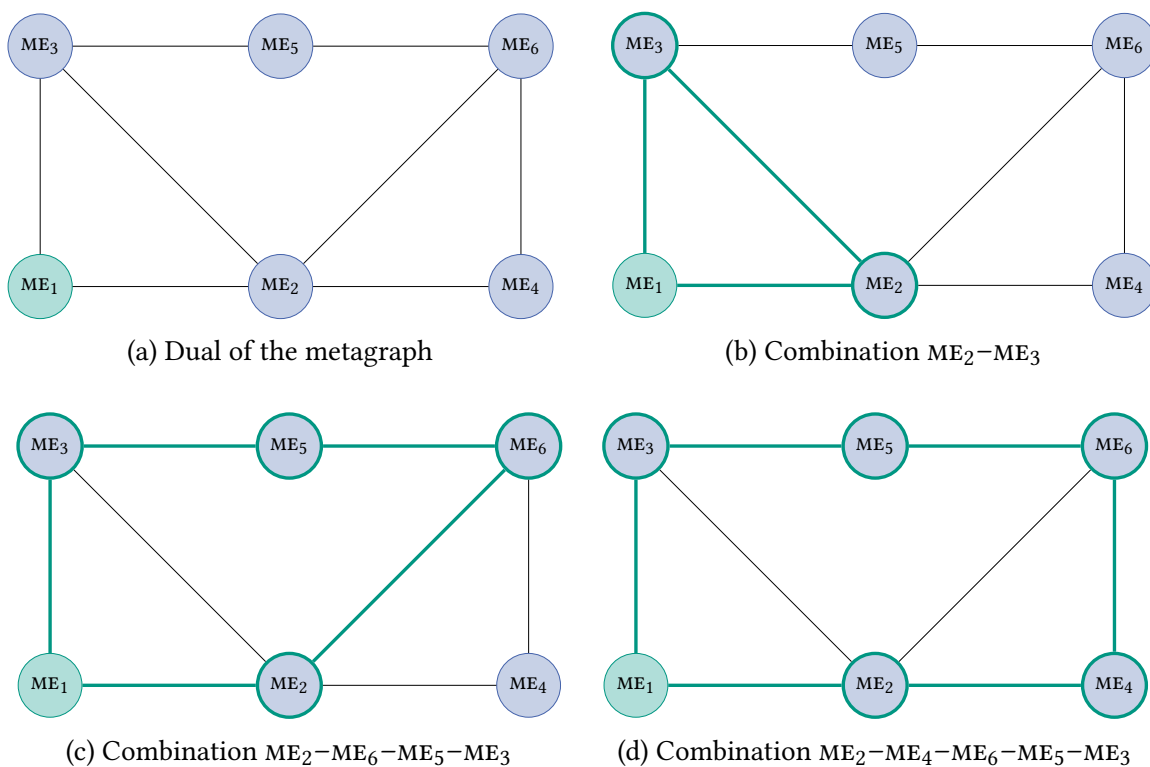 ME₃ ME₅ ME₆
ME₁ ME₂ ME₄
(a) Dual of the metagraph
ME₃ ME₅ ME₆
ME₁ ME₂ ME₄
(b) Combination ME₂–ME₃
ME₃ ME₅ ME₆
ME₁ ME₂ ME₄
(c) Combination ME₂–ME₆–ME₅–ME₃
ME₃ ME₅ ME₆
ME₁ ME₂ ME₄
(d) Combination ME₂–ME₄–ME₆–ME₅–ME₃